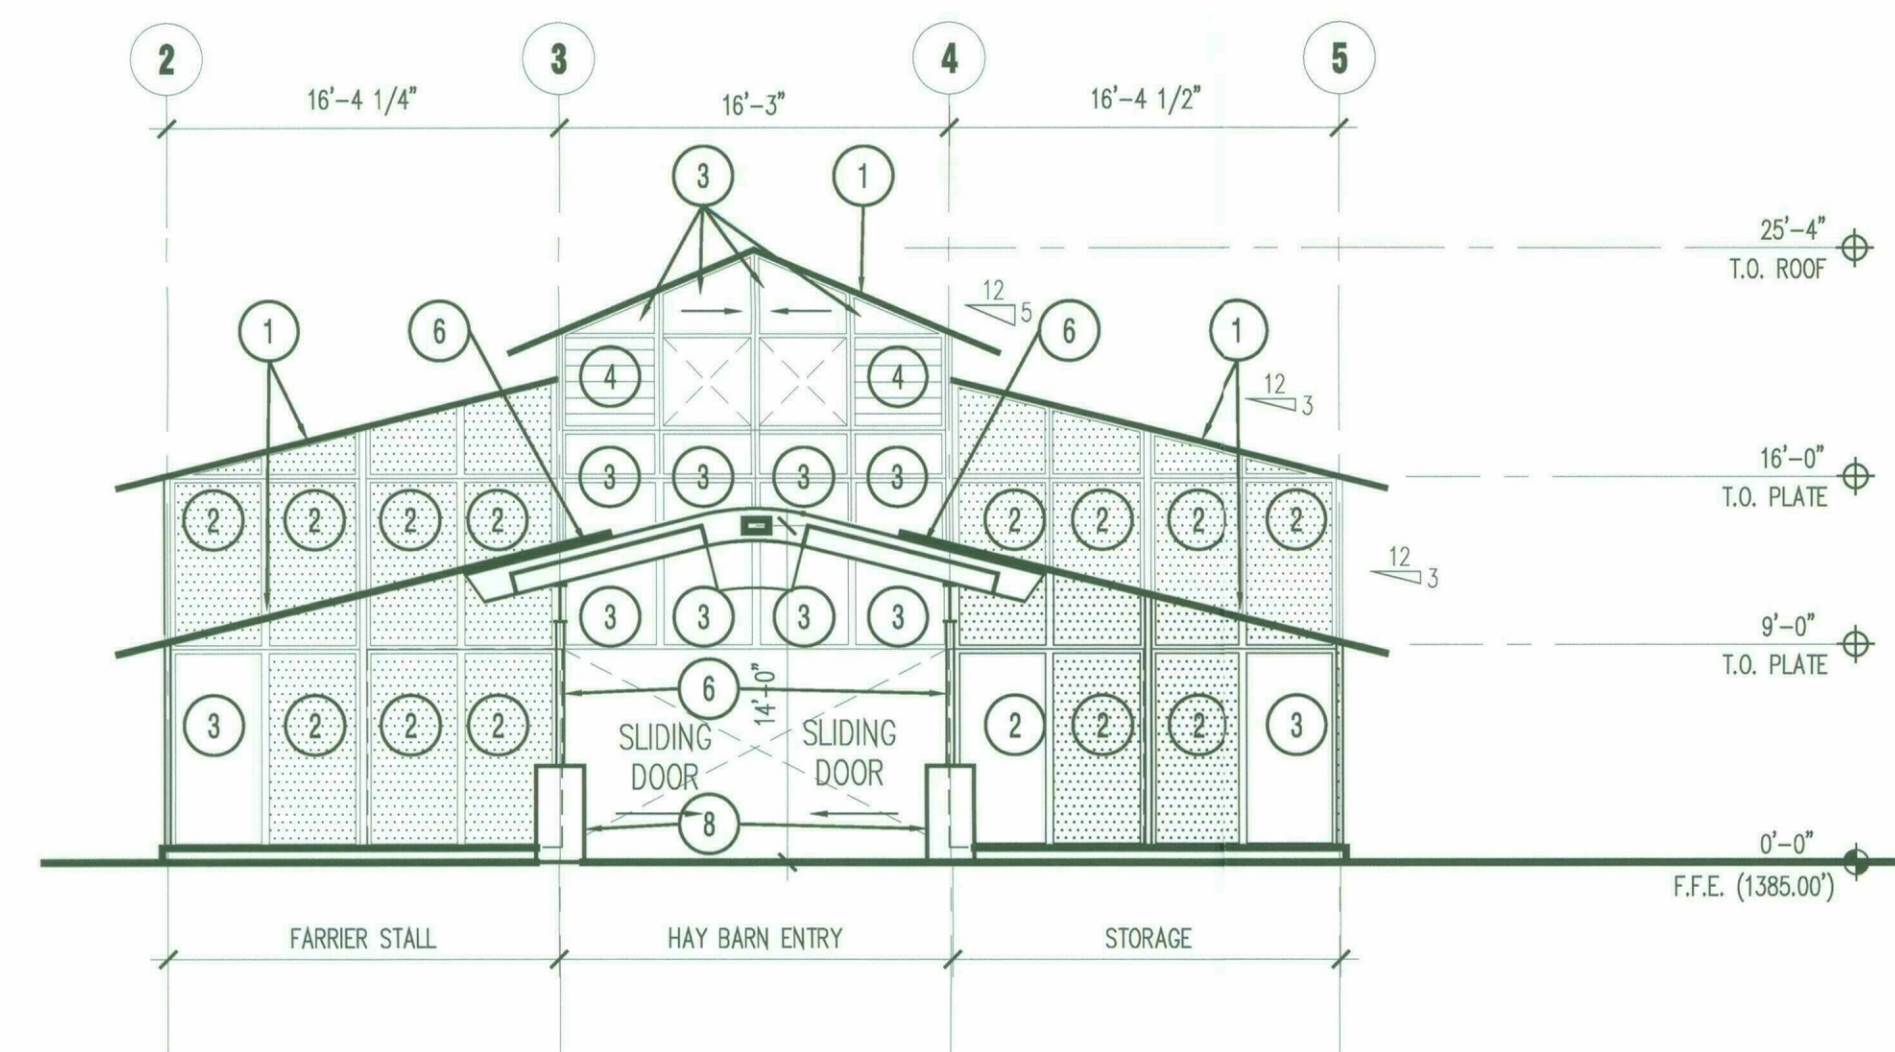 2 3 4 5
16'-4 1/4" 16'-3" 16'-4 1/2"
3 1
25'-4"
T.O. ROOF
12
5
1 6 6 1
4 4
12
3
16'-0"
T.O. PLATE
3 3 3 3
2 2 2 2 2 2 2 2
12
3
9'-0"
T.O. PLATE
3 3 3 3
6
14'-0"
3 2 2 2 2 2 2 3
SLIDING DOOR
SLIDING DOOR
8
0'-0"
F.F.E. (1385.00')
FARRIER STALL HAY BARN ENTRY STORAGE